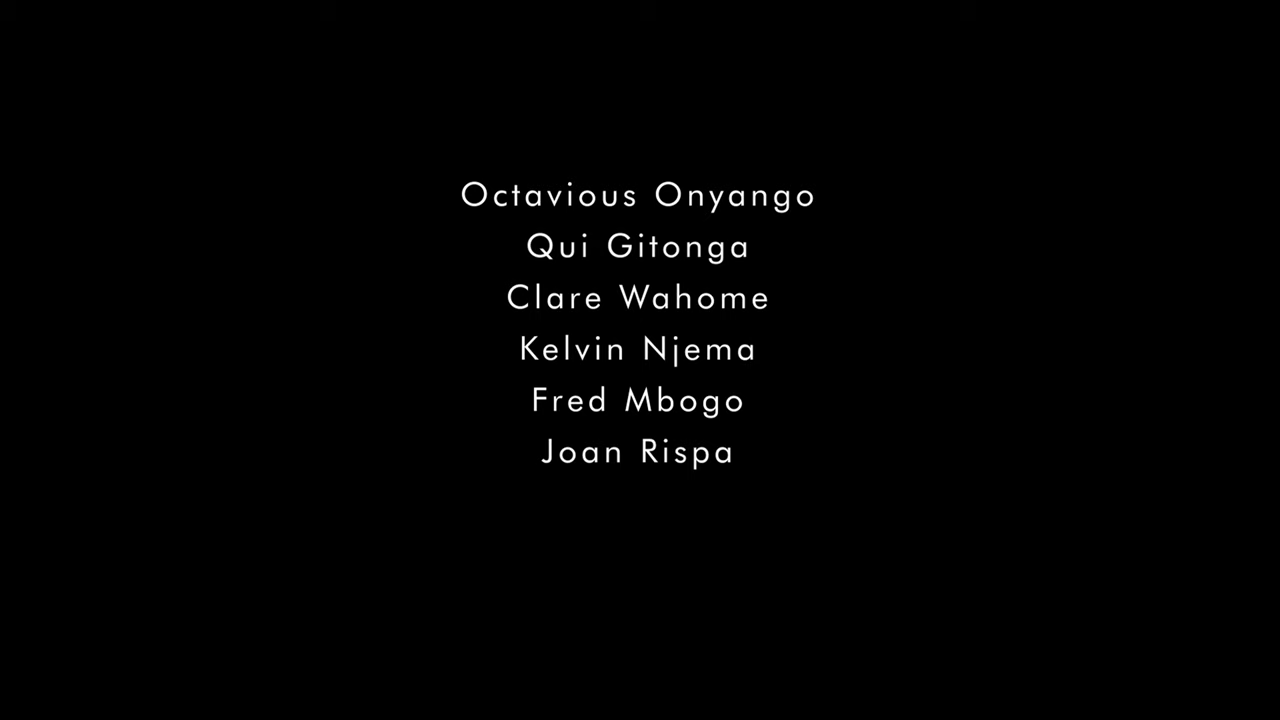 Octavious Onyango
Qui Gitonga
Clare Wahome
Kelvin Njema
Fred Mbogo
Joan Rispa